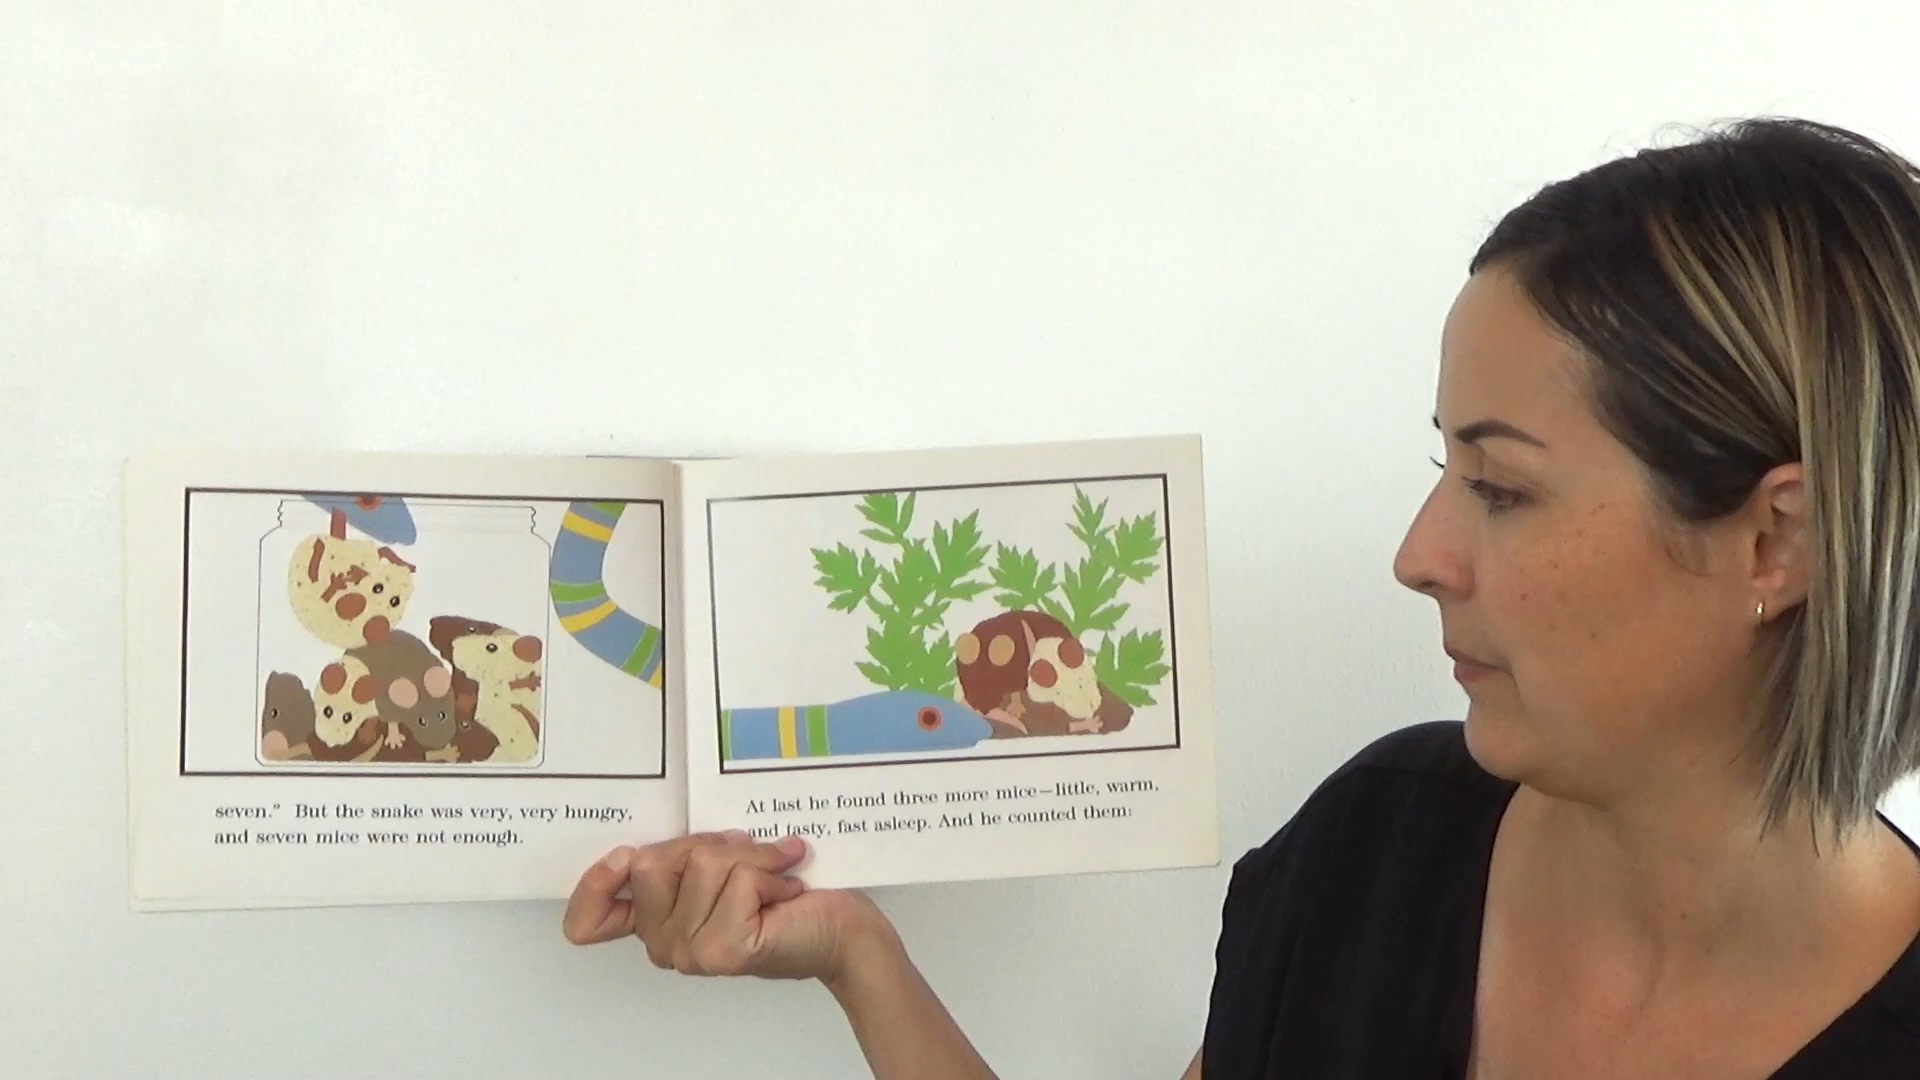 seven." But the snake was very, very hungry,
and seven mice were not enough.
At last he found three more mice—little, warm,
and tasty, fast asleep. And he counted them: